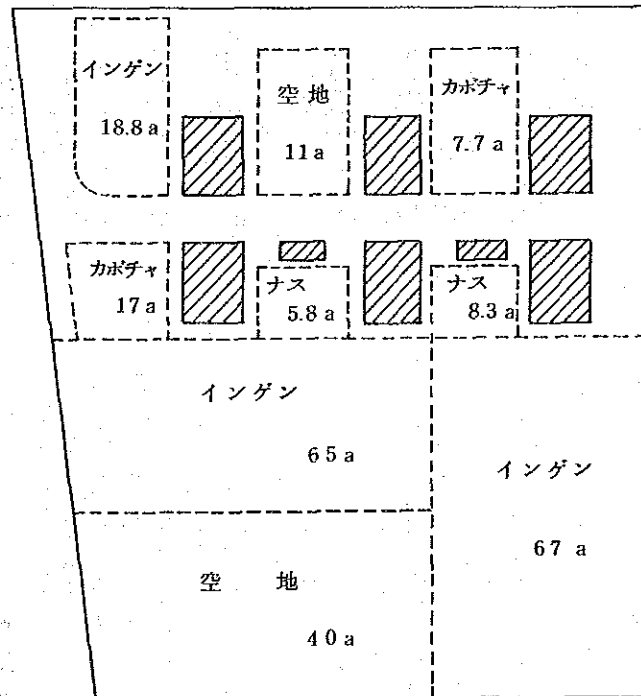 インゲン
18.8 a
空地
11 a
カボチャ
7.7 a
カボチャ
17 a
ナス
5.8 a
ナス
8.3 a
インゲン
65 a
インゲン
67 a
空地
40 a